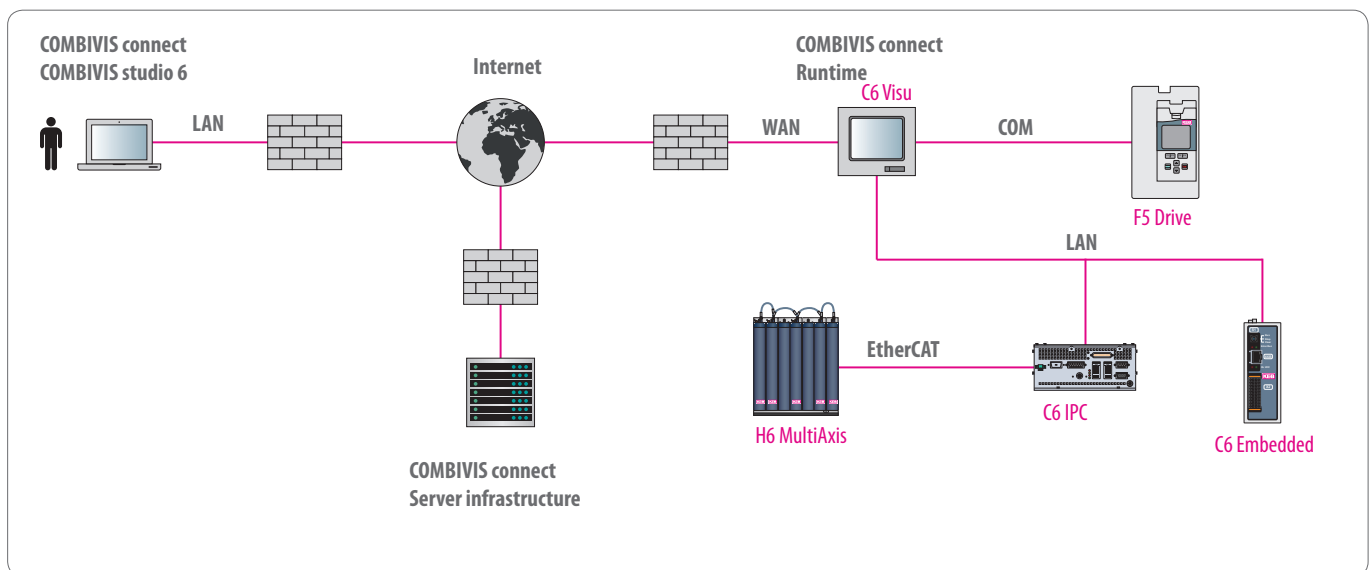 COMBIVIS connect
COMBIVIS studio 6
Internet
COMBIVIS connect
Runtime
C6 Visu
LAN
WAN
COM
F5 Drive
LAN
EtherCAT
H6 MultiAxis
C6 IPC
C6 Embedded
COMBIVIS connect
Server infrastructure